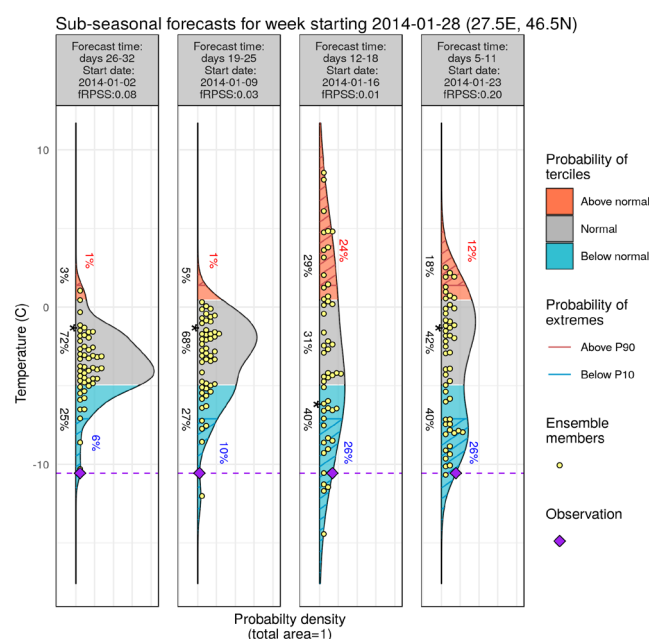 Sub-seasonal forecasts for week starting 2014-01-28 (27.5E, 46.5N)
Forecast time:
days 26-32
Start date:
2014-01-02
fRPSS:0.08
Forecast time:
days 19-25
Start date:
2014-01-09
fRPSS:0.03
Forecast time:
days 12-18
Start date:
2014-01-16
fRPSS:0.01
Forecast time:
days 5-11
Start date:
2014-01-23
fRPSS:0.20
Temperature (C)
10
0
-10
3%
1%
72%
*
25%
6%
5%
1%
68%
*
27%
10%
29%
24%
31%
*
40%
26%
18%
12%
42%
*
40%
26%
Probabilty density
(total area=1)
Probability of
terciles
Above normal
Normal
Below normal
Probability of
extremes
Above P90
Below P10
Ensemble
members
Observation